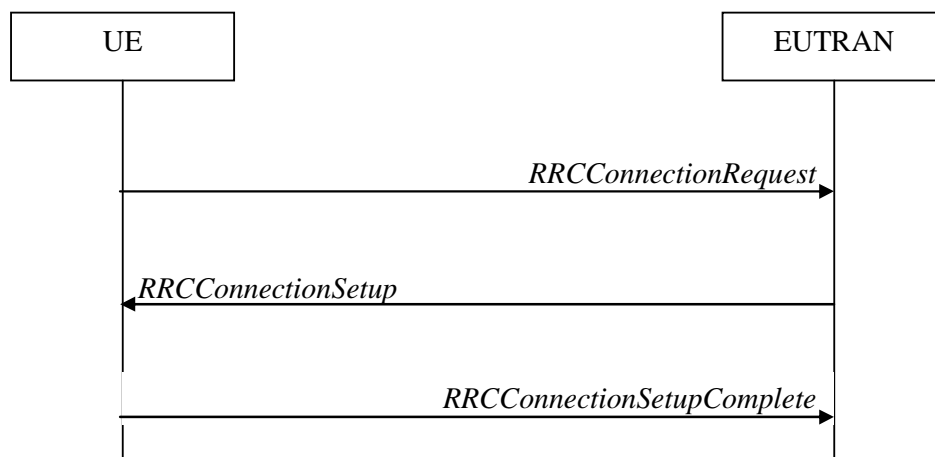 UE
EUTRAN
RRCConnectionRequest
RRCConnectionSetup
RRCConnectionSetupComplete